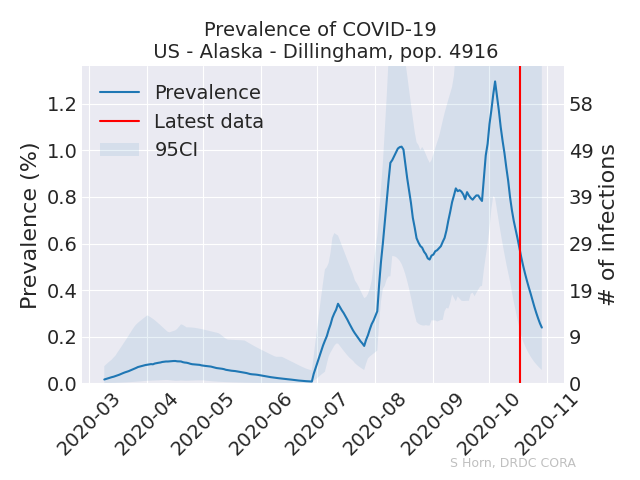 Prevalence of COVID-19
US - Alaska - Dillingham, pop. 4916
Prevalence
Latest data
95CI
Prevalence (%)
1.2
1.0
0.8
0.6
0.4
0.2
0.0
58
49
39
29
19
9
0
# of Infections
2020-03
2020-04
2020-05
2020-06
2020-07
2020-08
2020-09
2020-10
2020-11
S Horn, DRDC CORA